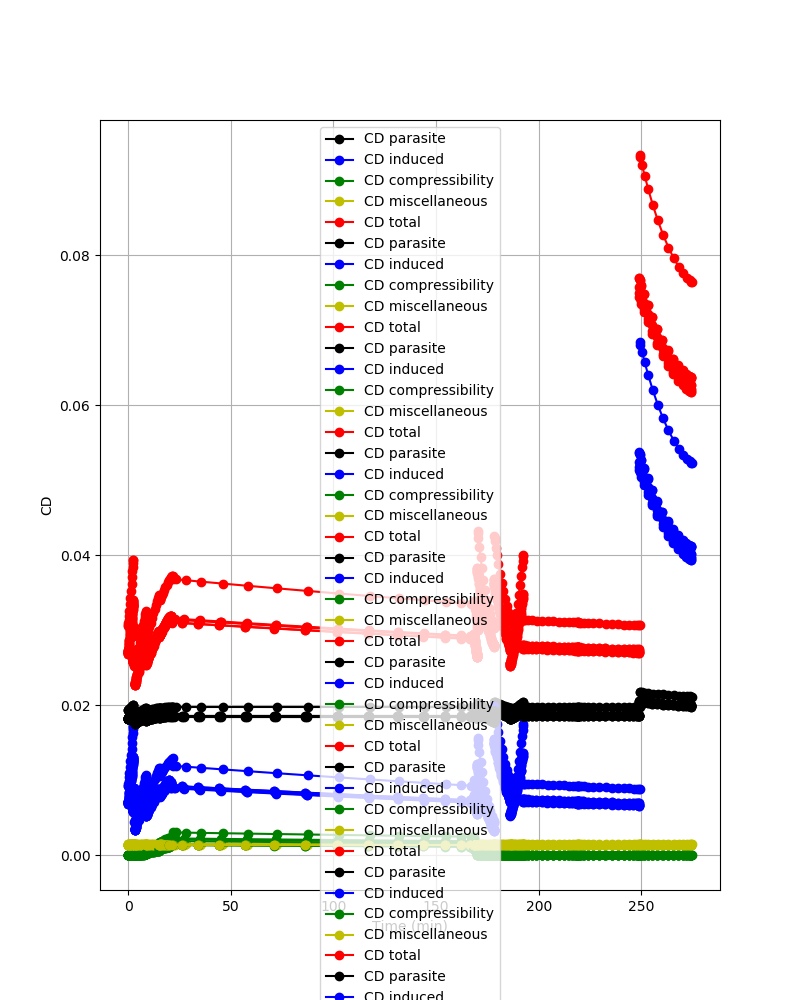 CD parasite
CD induced
CD compressibility
CD miscellaneous
CD total
CD parasite
CD induced
CD compressibility
CD miscellaneous
CD total
CD parasite
CD induced
CD compressibility
CD miscellaneous
CD total
CD parasite
CD induced
CD compressibility
CD miscellaneous
CD total
CD parasite
CD induced
CD compressibility
CD miscellaneous
CD total
CD parasite
CD induced
CD compressibility
CD miscellaneous
CD total
CD parasite
CD induced
CD compressibility
CD miscellaneous
CD total
CD parasite
CD induced
CD compressibility
CD miscellaneous
CD total
CD parasite
CD induced
0.08
0.06
0.04
0.02
0.00
CD
0 50 100 150 200 250
Time (min)